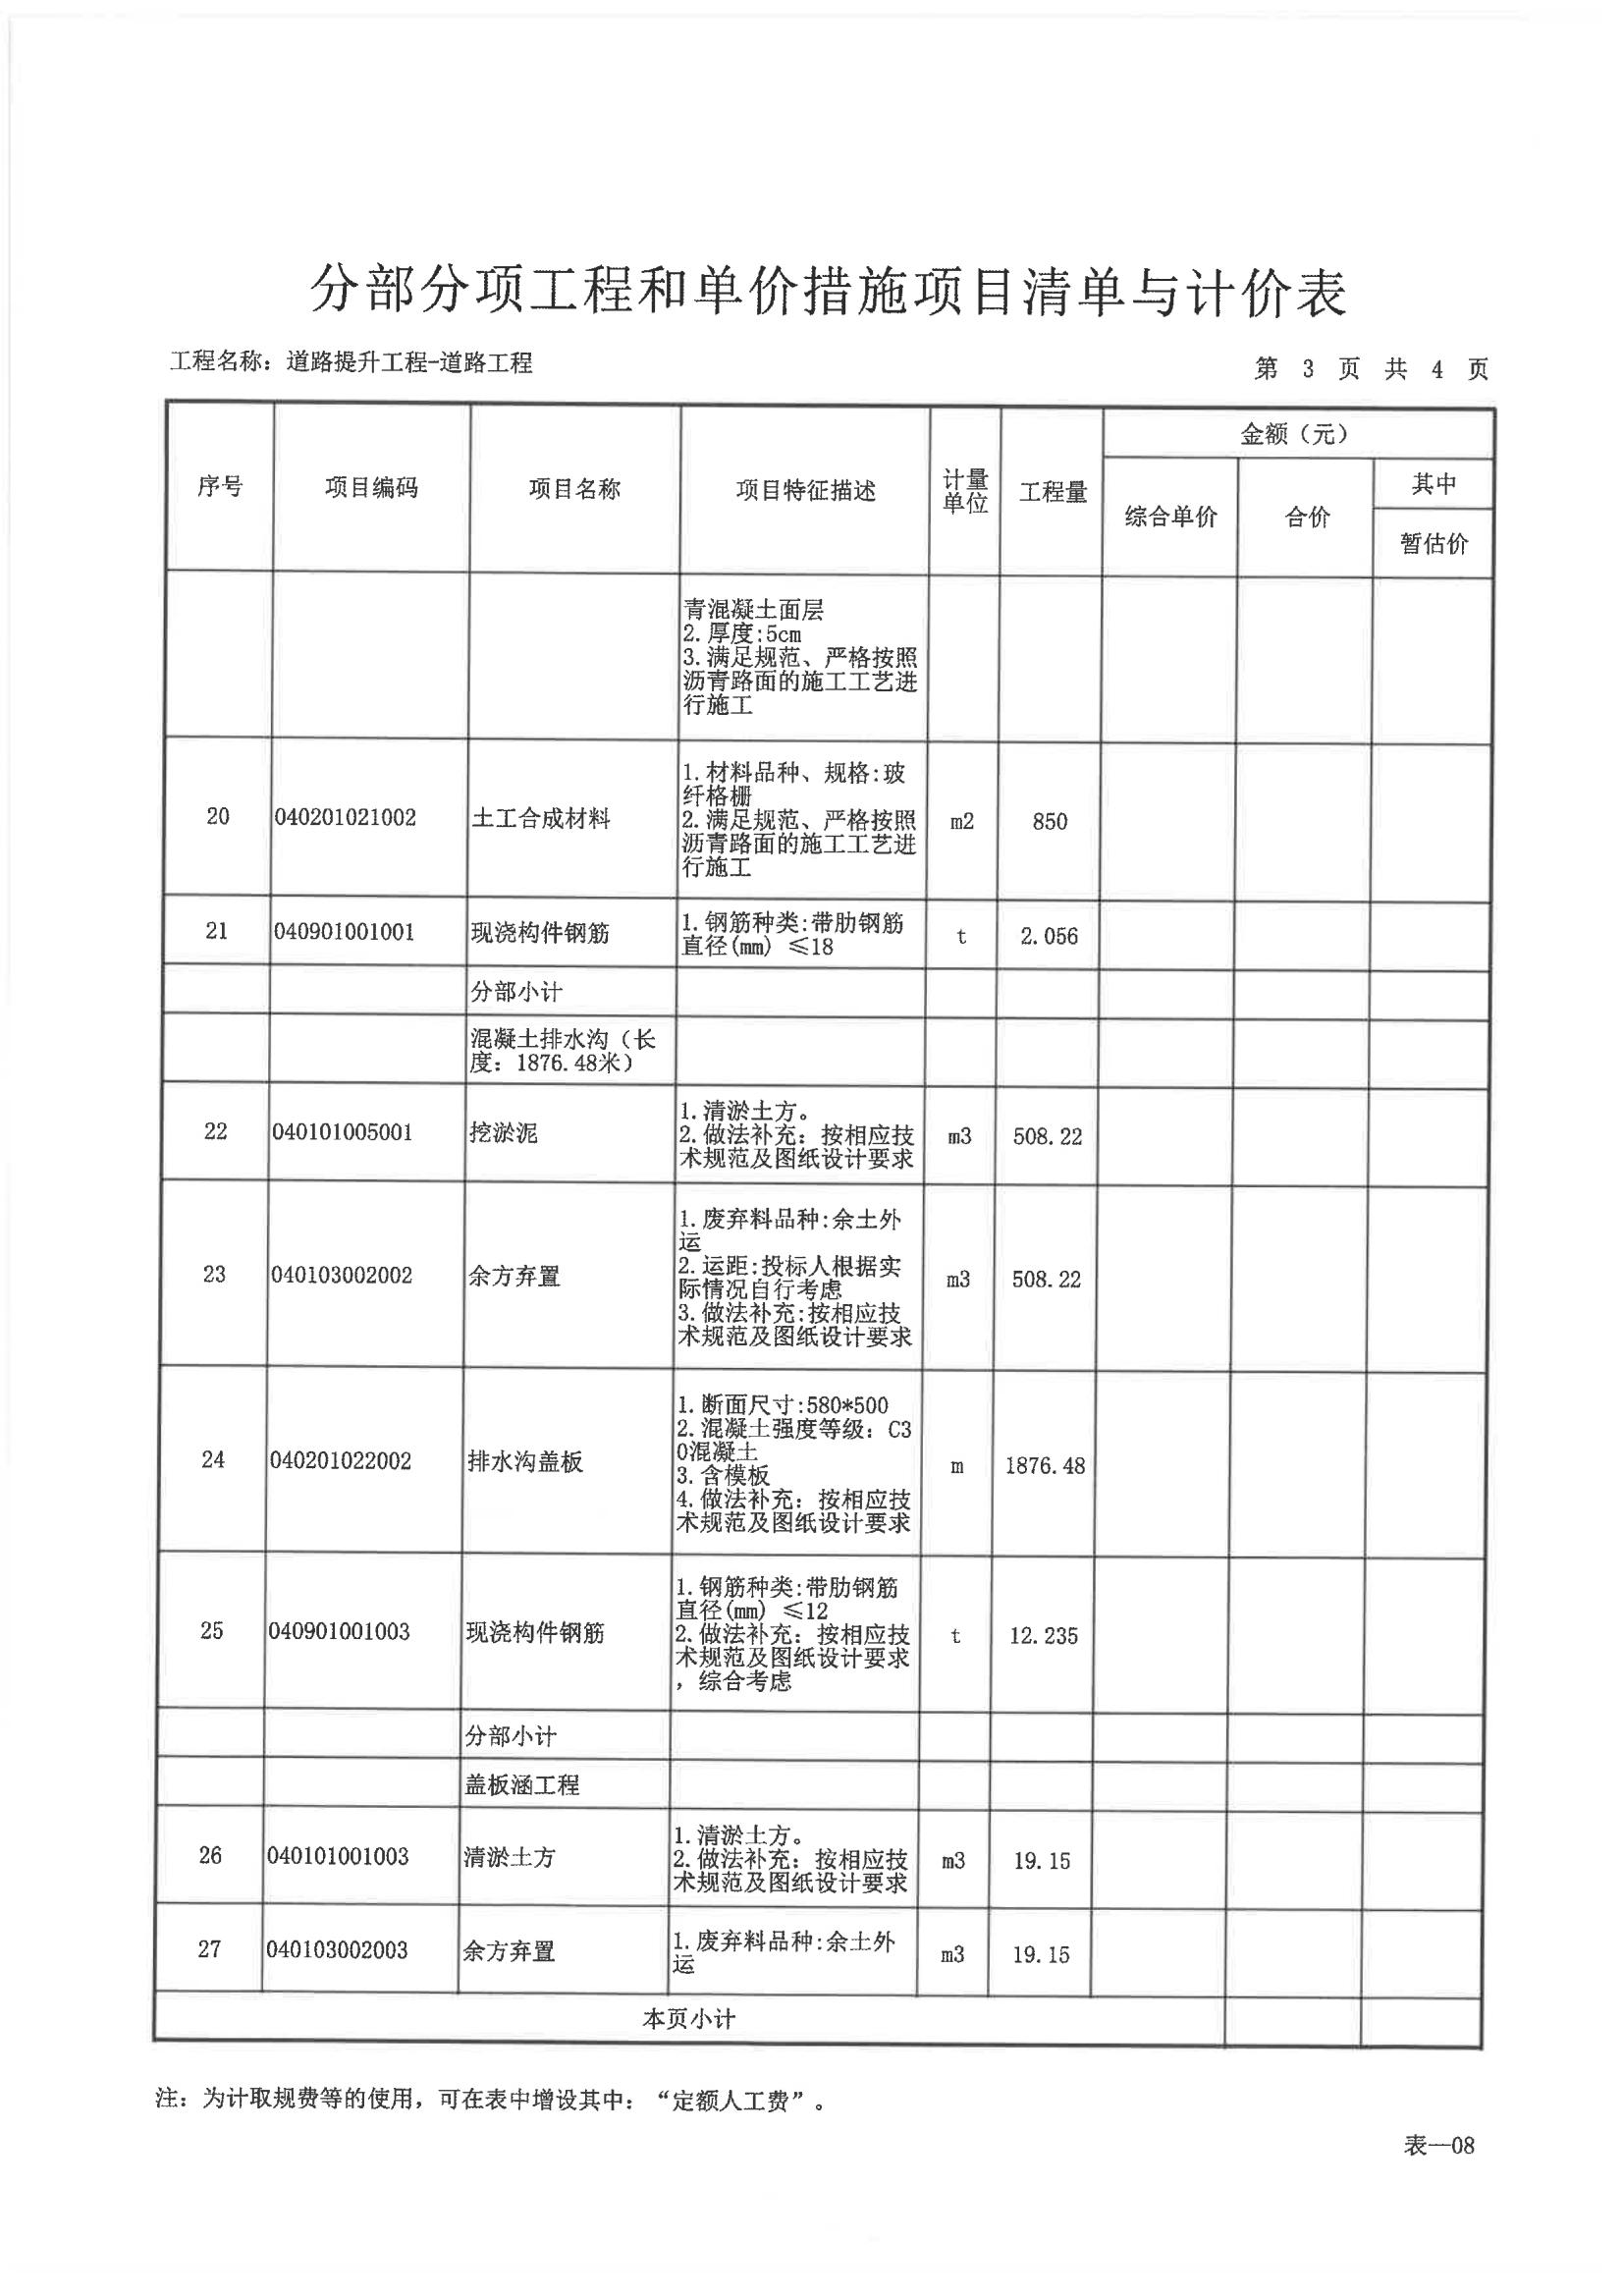 分部分项工程和单价措施项目清单与计价表
工程名称：道路提升工程-道路工程
第 3 页 共 4 页
序号
项目编码
项目名称
项目特征描述
计量
单位
工程量
金额（元）
综合单价
合价
其中
暂估价
青混凝土面层
2.厚度:5cm
3.满足规范、严格按照
沥青路面的施工工艺进
行施工
20
040201021002
土工合成材料
1.材料品种、规格:玻
纤格栅
2.满足规范、严格按照
沥青路面的施工工艺进
行施工
m2
850
21
040901001001
现浇构件钢筋
1.钢筋种类:带肋钢筋
直径(mm) ≤18
t
2.056
分部小计
混凝土排水沟（长
度：1876.48米）
22
040101005001
挖淤泥
1.清淤土方。
2.做法补充：按相应技
术规范及图纸设计要求
m3
508.22
23
040103002002
余方弃置
1.废弃料品种:余土外
运
2.运距:投标人根据实
际情况自行考虑
3.做法补充:按相应技
术规范及图纸设计要求
m3
508.22
24
040201022002
排水沟盖板
1.断面尺寸:580*500
2.混凝土强度等级：C3
0混凝土
3.含模板
4.做法补充：按相应技
术规范及图纸设计要求
m
1876.48
25
040901001003
现浇构件钢筋
1.钢筋种类:带肋钢筋
直径(mm) ≤12
2.做法补充：按相应技
术规范及图纸设计要求
，综合考虑
t
12.235
分部小计
盖板涵工程
26
040101001003
清淤土方
1.清淤土方。
2.做法补充：按相应技
术规范及图纸设计要求
m3
19.15
27
040103002003
余方弃置
1.废弃料品种:余土外
运
m3
19.15
本页小计
注：为计取规费等的使用，可在表中增设其中：“定额人工费”。
表—08